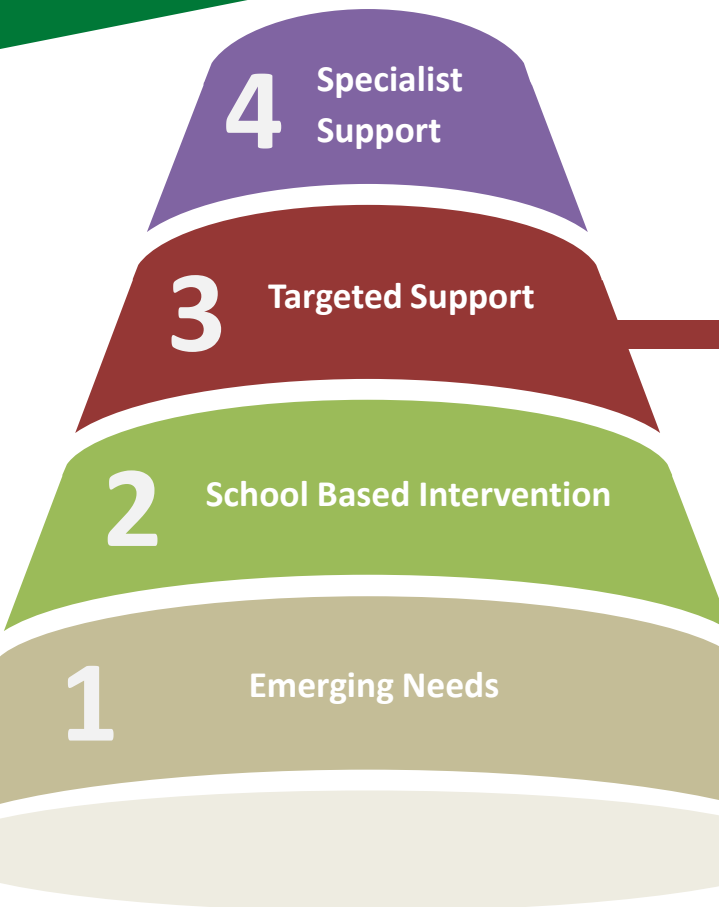 4 Specialist
Support
3 Targeted Support
2 School Based Intervention
1 Emerging Needs